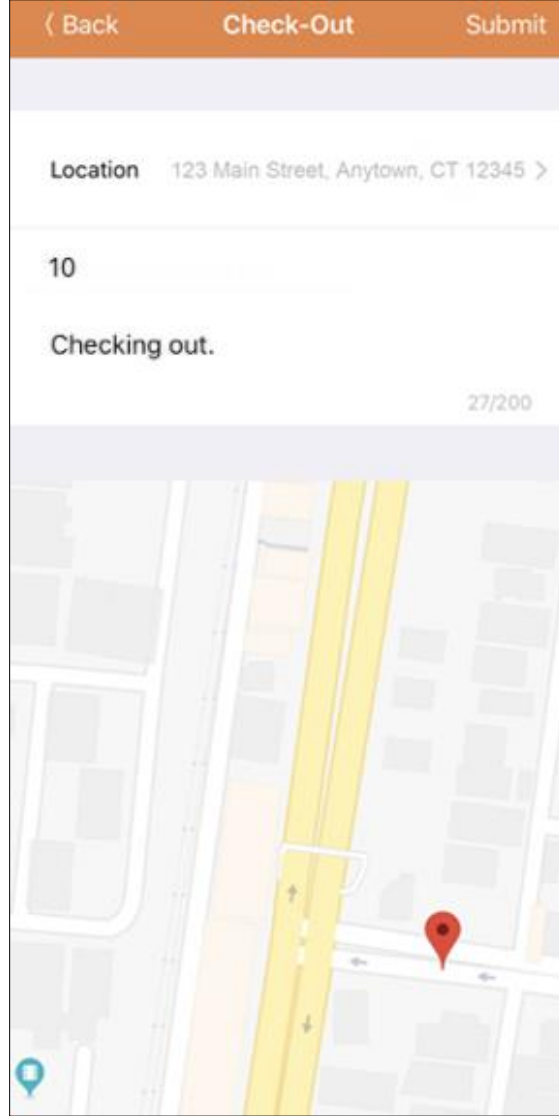 Back Check-Out Submit
Location 123 Main Street, Anytown, CT 12345
10
Checking out.
27/200